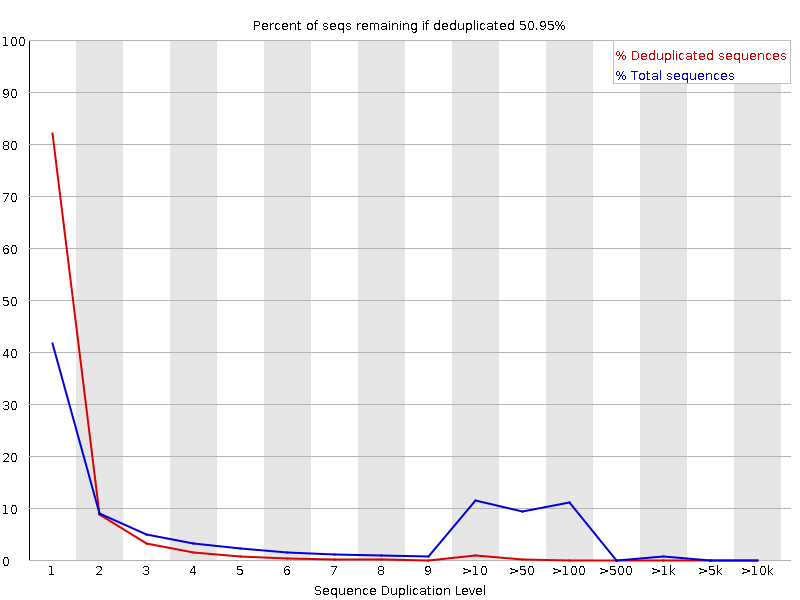 Percent of seqs remaining if deduplicated 50.95%
% Deduplicated sequences
% Total sequences
100
90
80
70
60
50
40
30
20
10
0
1 2 3 4 5 6 7 8 9 >10 >50 >100 >500 >1k >5k >10k
Sequence Duplication Level